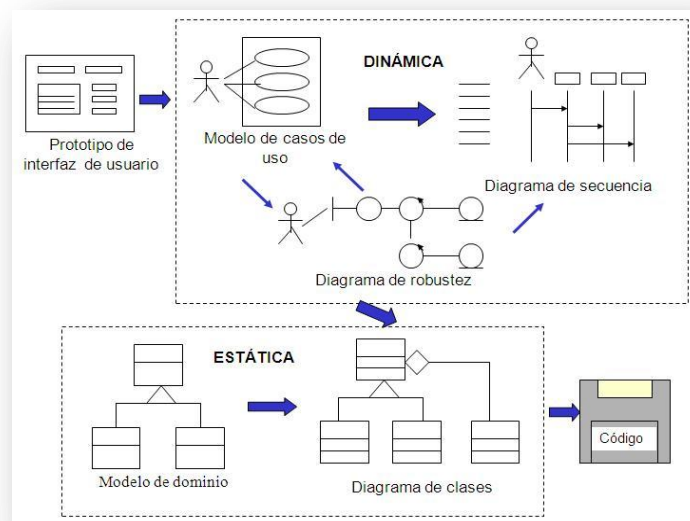 DINÁMICA
Prototipo de
interfaz de usuario
Modelo de casos de
uso
Diagrama de secuencia
Diagrama de robustez
ESTÁTICA
Modelo de dominio
Diagrama de clases
Código